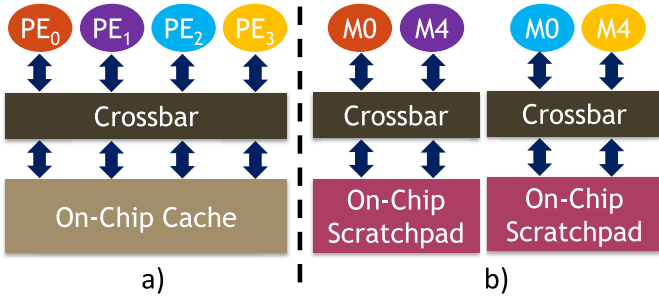 PE0 PE1 PE2 PE3 M0 M4 M0 M4
Crossbar Crossbar Crossbar
On-Chip Cache
On-Chip
Scratchpad
On-Chip
Scratchpad
a) b)